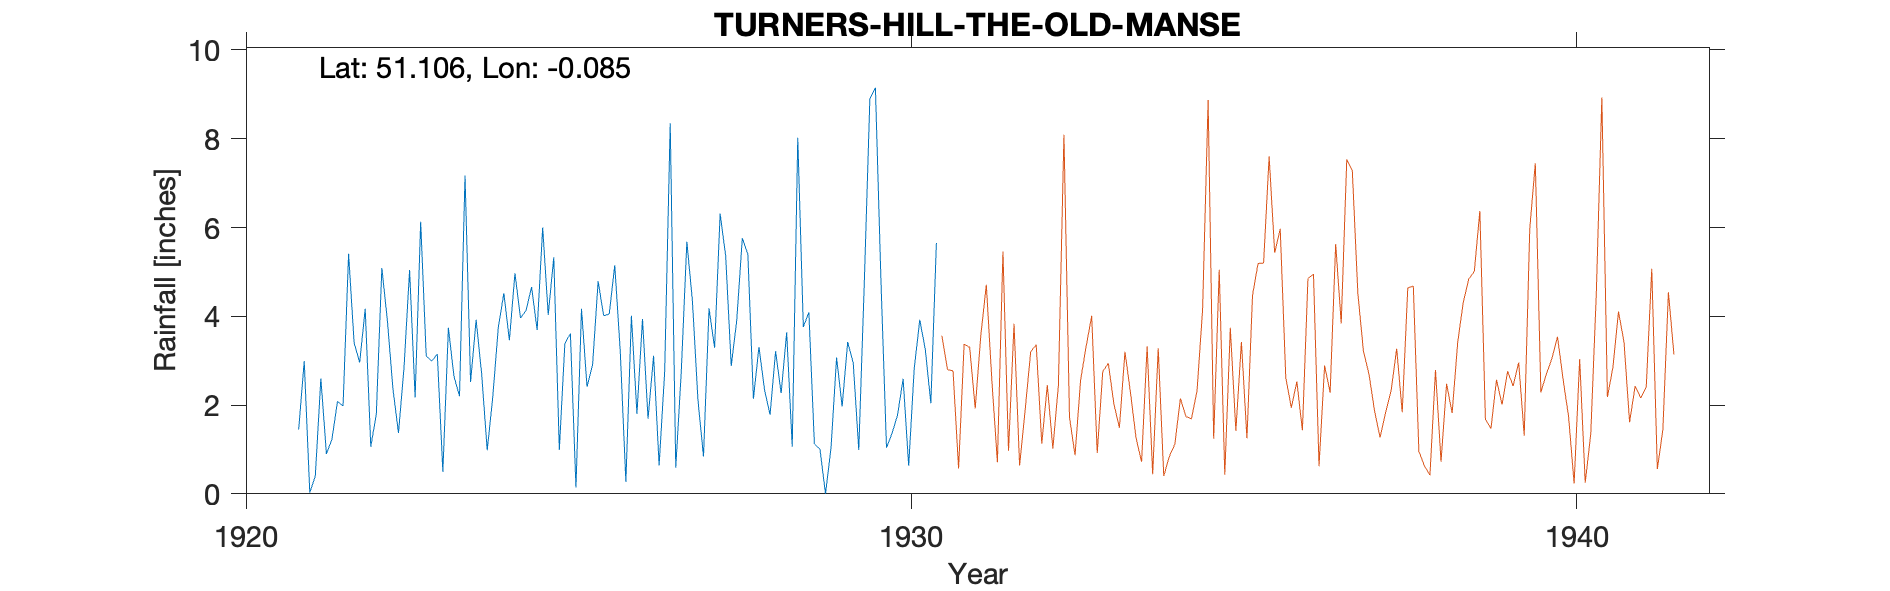 TURNERS-HILL-THE-OLD-MANSE
Lat: 51.106, Lon: -0.085
Rainfall [inches]
10
8
6
4
2
0
1920
1930
1940
Year